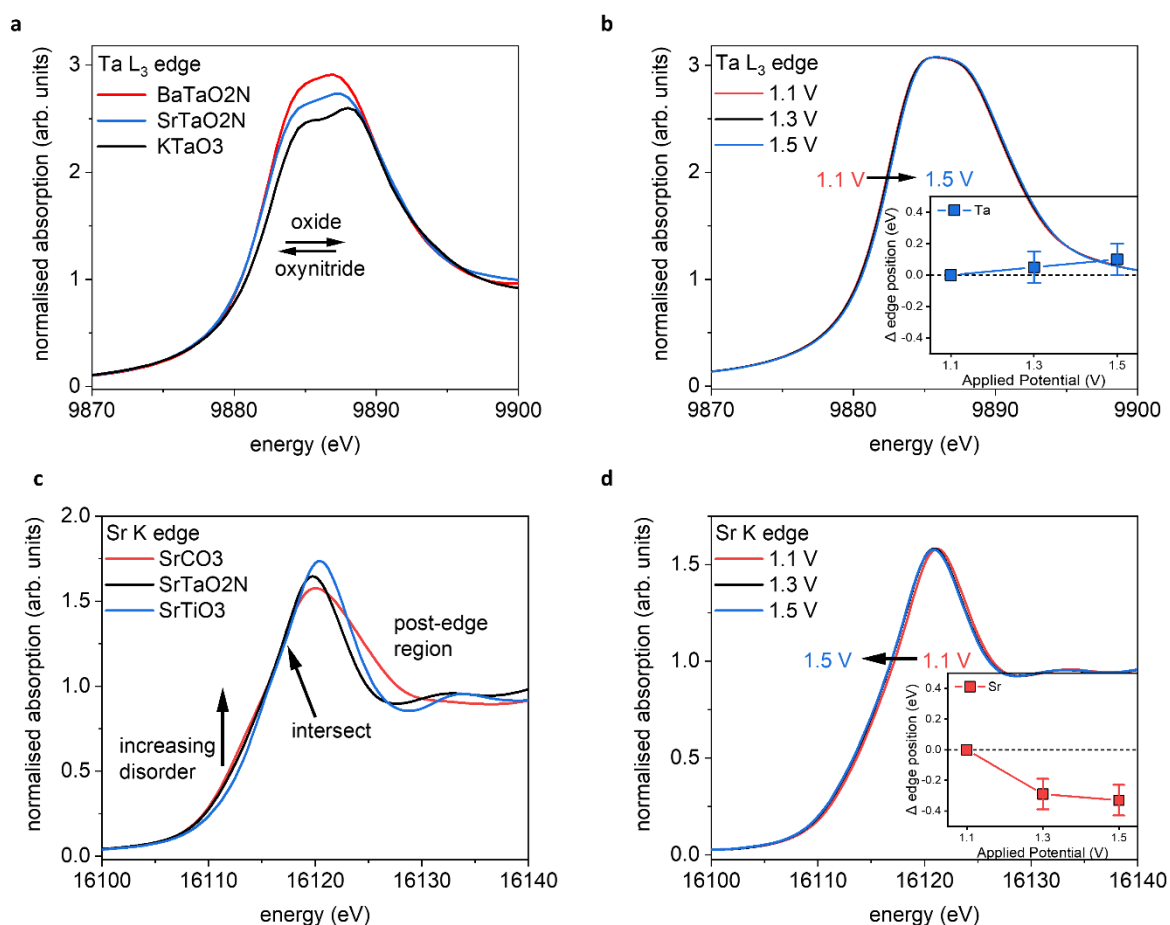 a
normalised absorption (arb. units)
Ta L3 edge
BaTaO2N
SrTaO2N
KTaO3
oxide
oxynitride
3
2
1
0
9870 9880 9890 9900
energy (eV)
b
normalised absorption (arb. units)
Ta L3 edge
1.1 V
1.3 V
1.5 V
1.1 V
1.5 V
3
2
1
0
9870 9880 9890 9900
energy (eV)
Δ edge position (eV)
Ta
0.4
0.2
0.0
-0.2
-0.4
1.1 1.3 1.5
Applied Potential (V)
c
normalised absorption (arb. units)
Sr K edge
SrCO3
SrTaO2N
SrTiO3
post-edge
region
increasing
disorder
intersect
2.0
1.5
1.0
0.5
0.0
16100 16110 16120 16130 16140
energy (eV)
d
normalised absorption (arb. units)
Sr K edge
1.1 V
1.3 V
1.5 V
1.5 V
1.1 V
1.5
1.0
0.5
0.0
16100 16110 16120 16130 16140
energy (eV)
Δ edge position (eV)
Sr
0.4
0.2
0.0
-0.2
-0.4
1.1 1.3 1.5
Applied Potential (V)